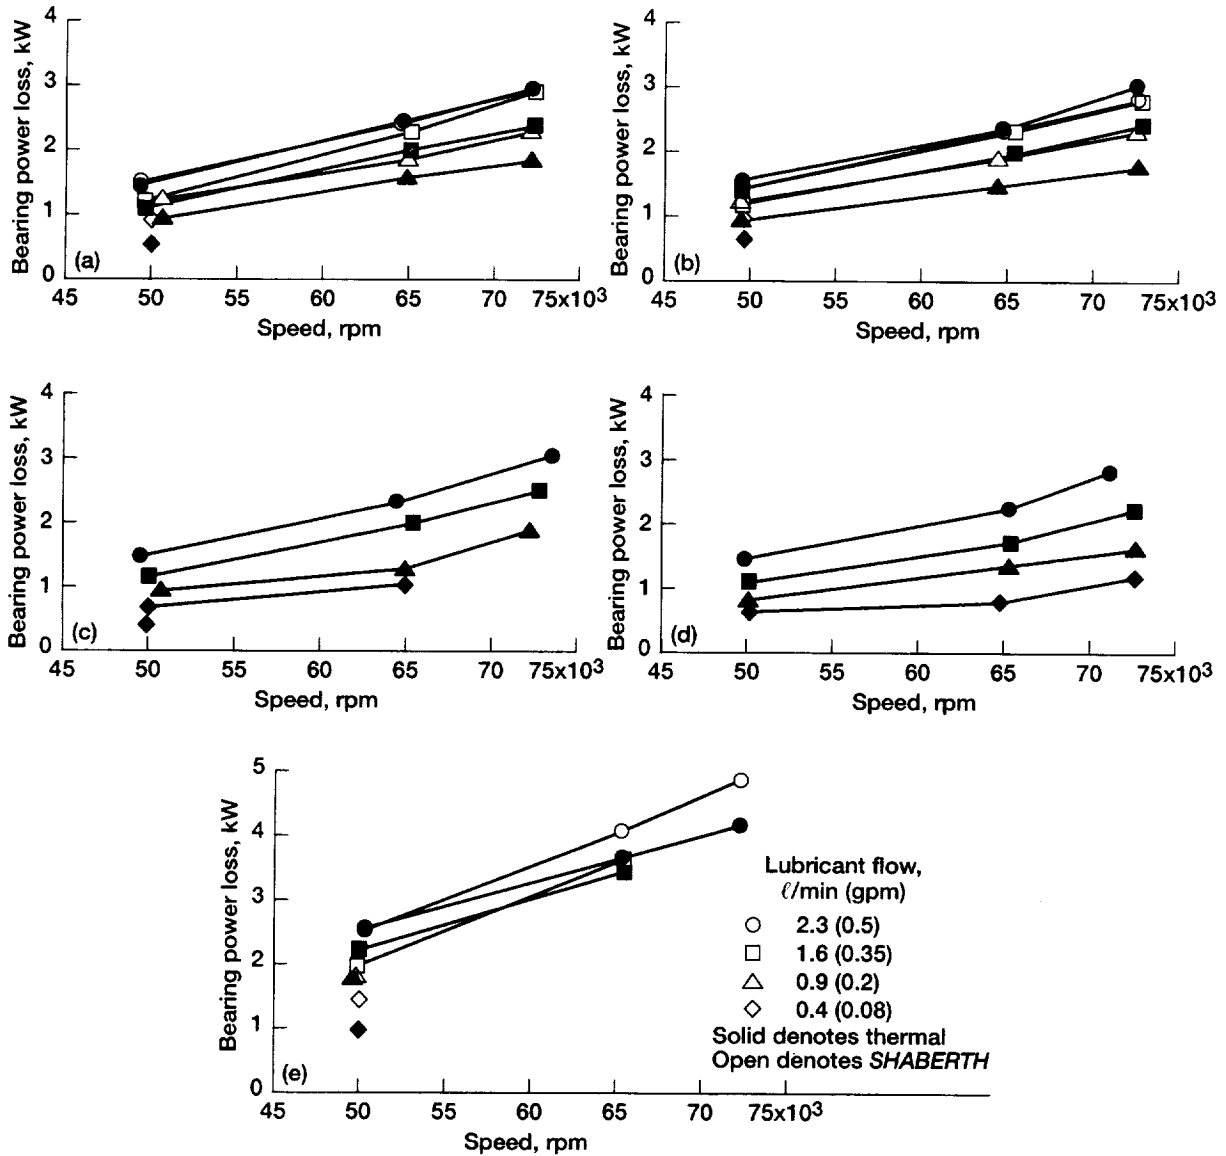 Bearing power loss, kW
4
3
2
1
0
(a)
45 50 55 60 65 70 75x10³
Speed, rpm
Bearing power loss, kW
4
3
2
1
0
(b)
45 50 55 60 65 70 75x10³
Speed, rpm
Bearing power loss, kW
4
3
2
1
0
(c)
45 50 55 60 65 70 75x10³
Speed, rpm
Bearing power loss, kW
4
3
2
1
0
(d)
45 50 55 60 65 70 75x10³
Speed, rpm
Bearing power loss, kW
5
4
3
2
1
0
(e)
45 50 55 60 65 70 75x10³
Speed, rpm
Lubricant flow,
ℓ/min (gpm)
2.3 (0.5)
1.6 (0.35)
0.9 (0.2)
0.4 (0.08)
Solid denotes thermal
Open denotes SHABERTH